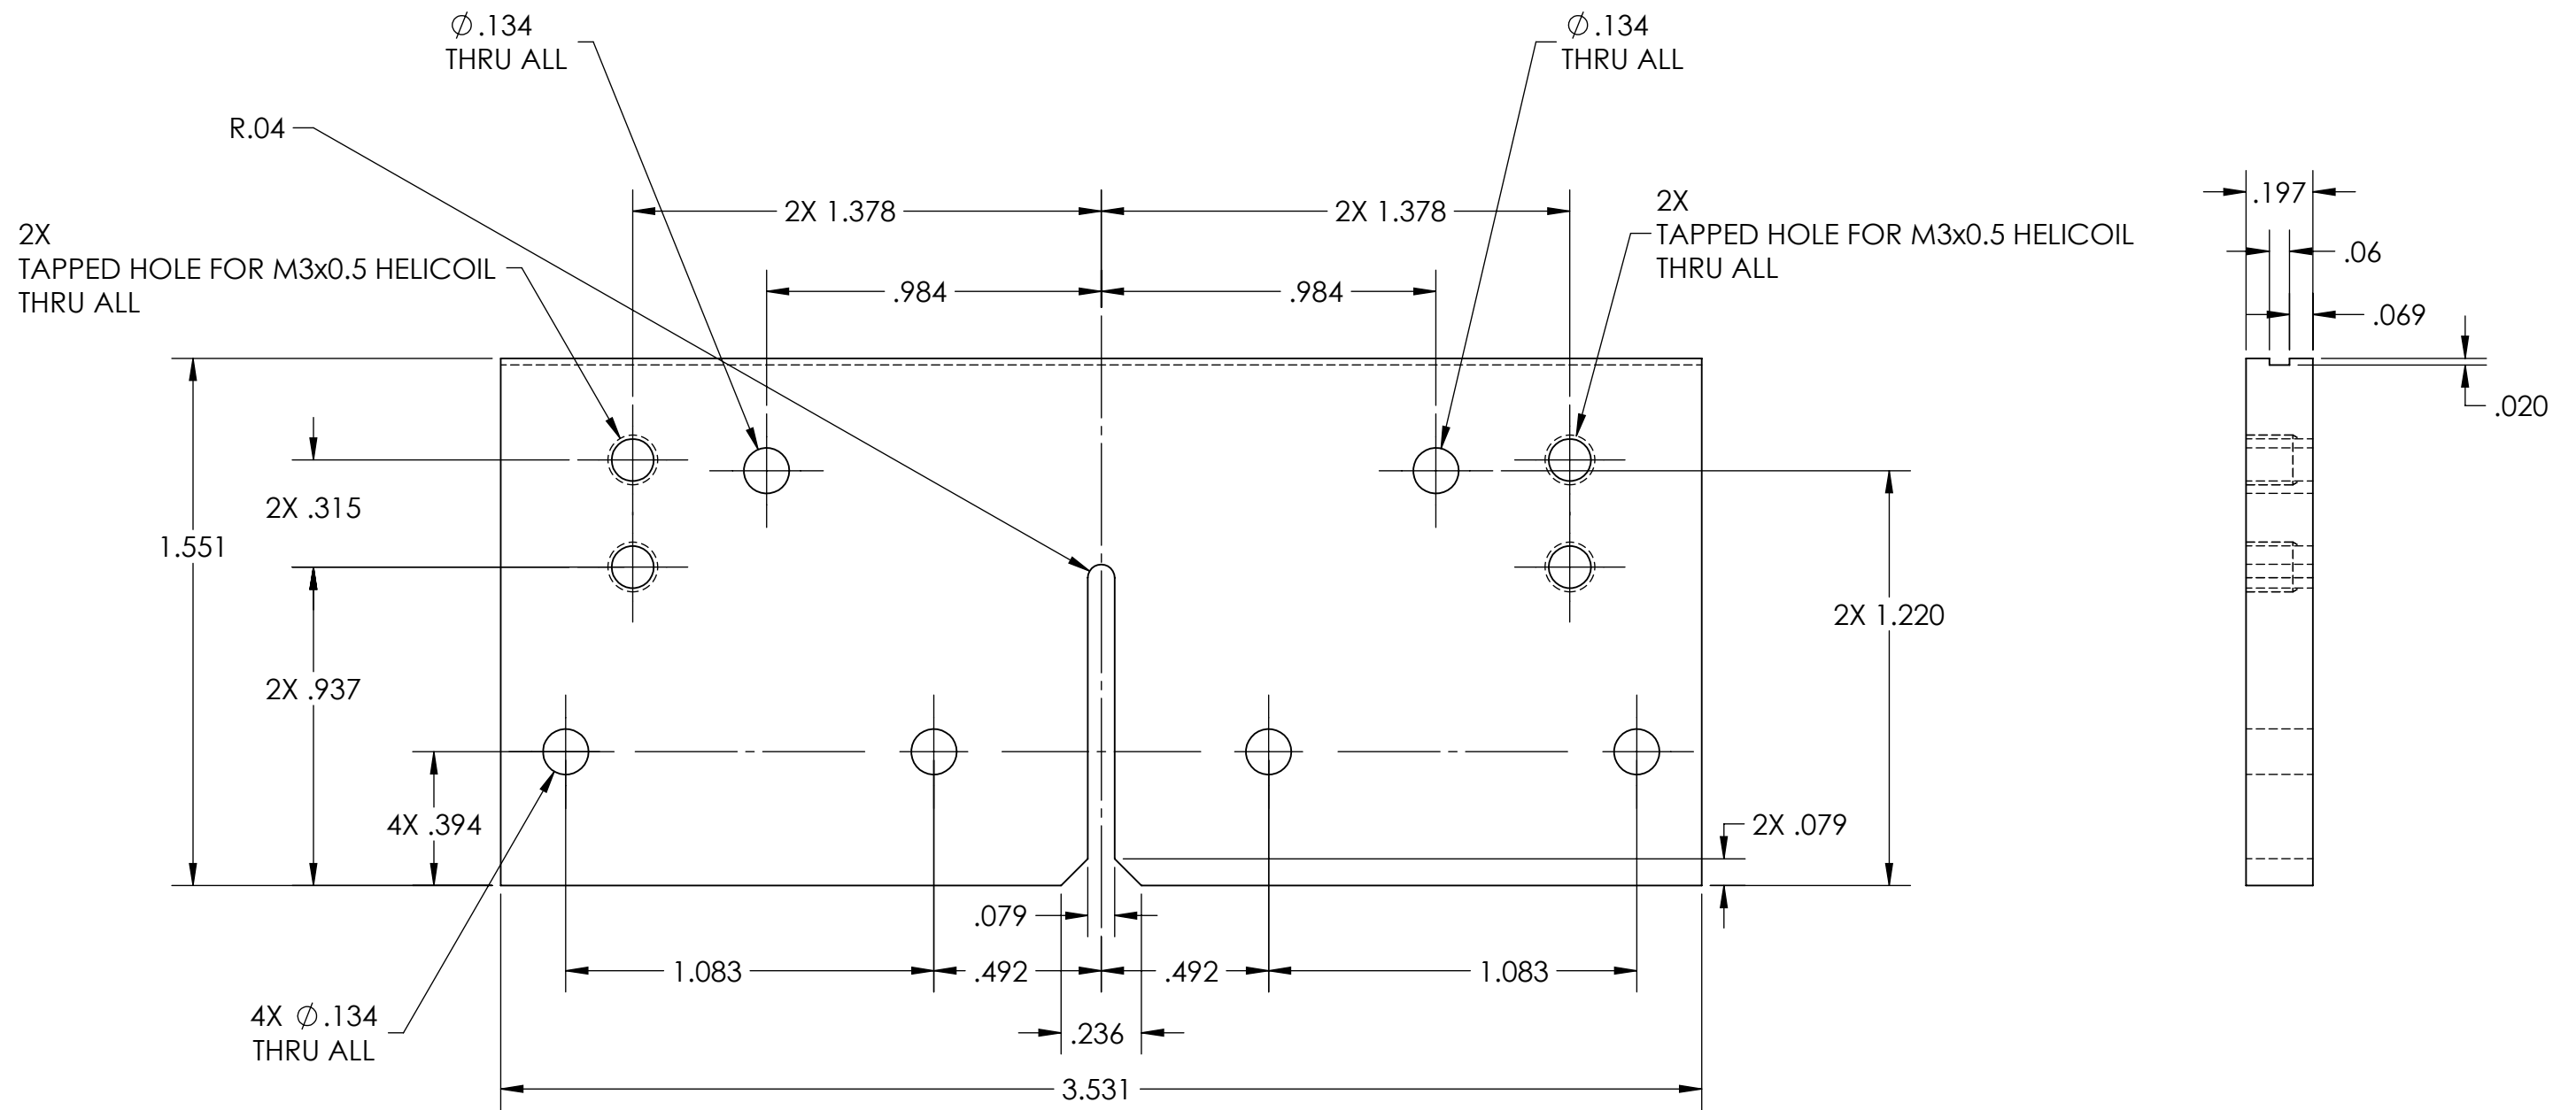 ⌀.134
THRU ALL
⌀.134
THRU ALL
R.04
2X 1.378
2X 1.378
.197
2X
TAPPED HOLE FOR M3x0.5 HELICOIL
THRU ALL
2X
TAPPED HOLE FOR M3x0.5 HELICOIL
THRU ALL
.06
.984
.984
.069
.020
2X .315
1.551
2X 1.220
2X .937
4X .394
2X .079
.079
1.083
.492
.492
1.083
4X ⌀.134
THRU ALL
.236
3.531